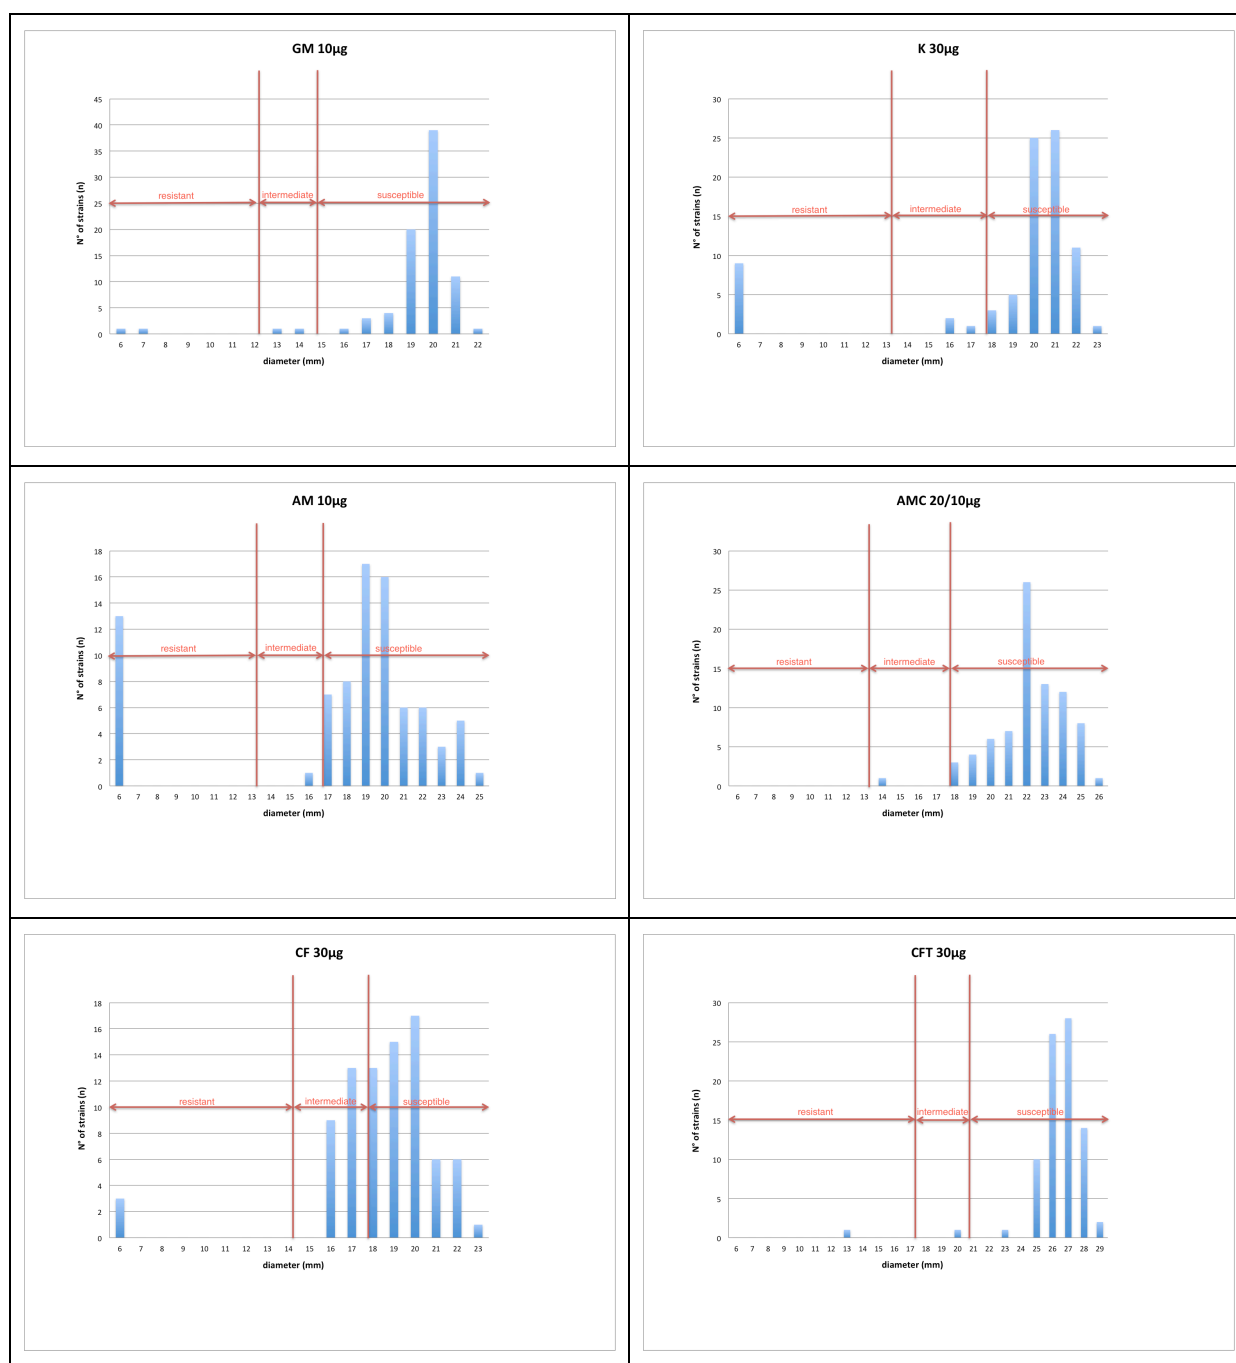 GM 10µg
45
40
35
30
25
20
15
10
5
0
N° of strains (n)
resistant intermediate susceptible
6 7 8 9 10 11 12 13 14 15 16 17 18 19 20 21 22
diameter (mm)
K 30µg
30
25
20
15
10
5
0
N° of strains (n)
resistant intermediate susceptible
6 7 8 9 10 11 12 13 14 15 16 17 18 19 20 21 22 23
diameter (mm)
AM 10µg
18
16
14
12
10
8
6
4
2
0
N° of strains (n)
resistant intermediate susceptible
6 7 8 9 10 11 12 13 14 15 16 17 18 19 20 21 22 23 24 25
diameter (mm)
AMC 20/10µg
30
25
20
15
10
5
0
N° of strains (n)
resistant intermediate susceptible
6 7 8 9 10 11 12 13 14 15 16 17 18 19 20 21 22 23 24 25 26
diameter (mm)
CF 30µg
18
16
14
12
10
8
6
4
2
0
N° of strains (n)
resistant intermediate susceptible
6 7 8 9 10 11 12 13 14 15 16 17 18 19 20 21 22 23
diameter (mm)
CFT 30µg
30
25
20
15
10
5
0
N° of strains (n)
resistant intermediate susceptible
6 7 8 9 10 11 12 13 14 15 16 17 18 19 20 21 22 23 24 25 26 27 28 29
diameter (mm)